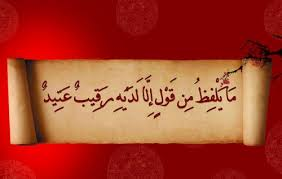 مَا يَلْفِظُ مِن قَوْلٍ إِلَّا لَدَيْهِ رَقِيبٌ عَتِيدٌ